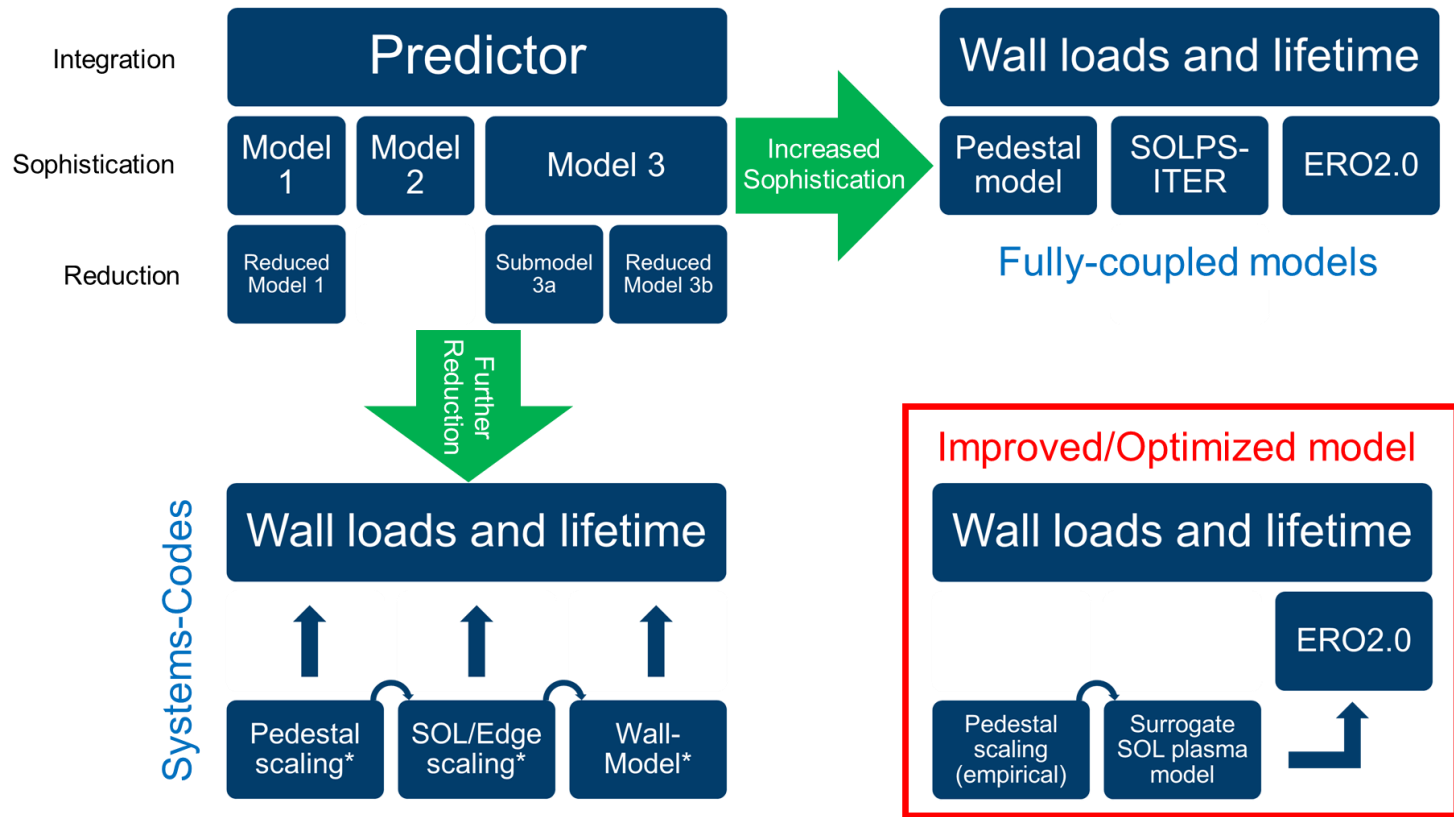 Integration
Predictor
Wall loads and lifetime
Sophistication
Model
1
Model
2
Model 3
Increased
Sophistication
Pedestal
model
SOLPS-
ITER
ERO2.0
Reduction
Reduced
Model 1
Submodel
3a
Reduced
Model 3b
Fully-coupled models
Further
Reduction
Systems-Codes
Wall loads and lifetime
Pedestal
scaling*
SOL/Edge
scaling*
Wall-
Model*
Improved/Optimized model
Wall loads and lifetime
ERO2.0
Pedestal
scaling
(empirical)
Surrogate
SOL plasma
model